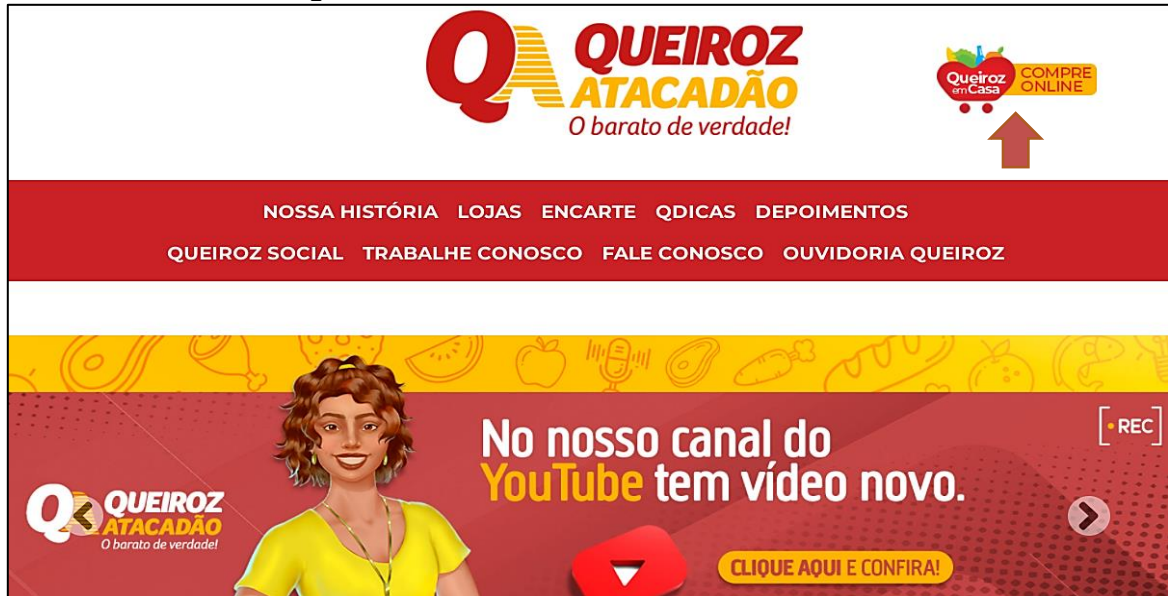 QA QUEIROZ
ATACADÃO
O barato de verdade!
Queiroz
em Casa
COMPRE
ONLINE
NOSSA HISTÓRIA LOJAS ENCARTE QDICAS DEPOIMENTOS
QUEIROZ SOCIAL TRABALHE CONOSCO FALE CONOSCO OUVIDORIA QUEIROZ
No nosso canal do
YouTube tem vídeo novo.
REC
QUEIROZ
ATACADÃO
O barato de verdade!
CLIQUE AQUI E CONFIRA!